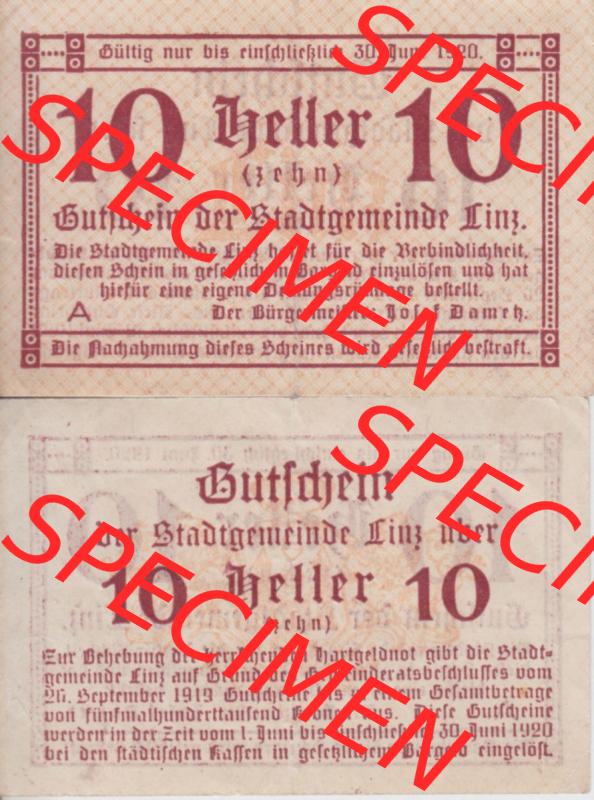 Gültig nur bis einschließlich 30. Juni 1920.
10 Heller 10
(zehn)
Gutschein der Stadtgemeinde Linz.
Die Stadtgemeinde Linz haftet für die Verbindlichkeit,
diesen Schein in gesetzlichem Bargeld einzulösen und hat
hiefür eine eigene Deckungsrücklage bestellt.
A Der Bürgermeister: Josef Dametz.
Die Nachahmung dieses Scheines wird gesetzlich bestraft.
SPECIMEN
SPECIMEN
Gutschein
der Stadtgemeinde Linz über
10 Heller 10
(zehn)
Zur Behebung der herrschenden Hartgeldnot gibt die Stadt-
gemeinde Linz auf Grund des Gemeinderatsbeschlusses vom
26. September 1919 Gutscheine bis zu einem Gesamtbetrage
von fünfmalhunderttausend Kronen aus. Diese Gutscheine
werden in der Zeit vom 1. Juni bis einschließlich 30. Juni 1920
bei den städtischen Kassen in gesetzlichem Bargeld eingelöst.
SPECIMEN
SPECIMEN